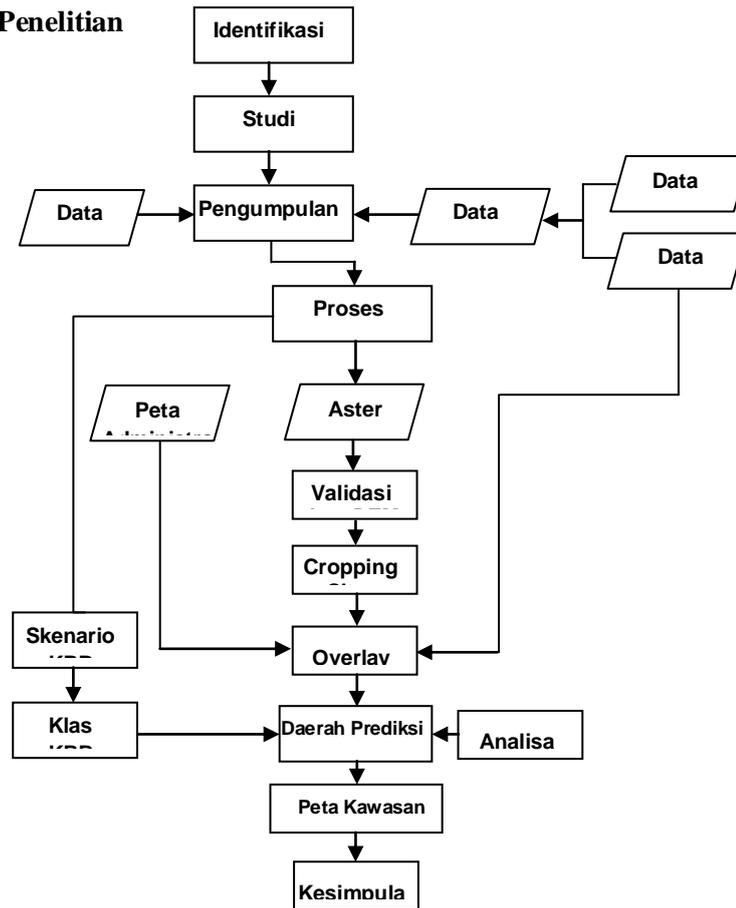 Penelitian
Identifikasi
Studi
Data
Pengumpulan
Data
Data
Data
Proses
Peta
Aster
Validasi
Cropping
Skenario
Overlay
Klas
Daerah Prediksi
Analisa
Peta Kawasan
Kesimpula